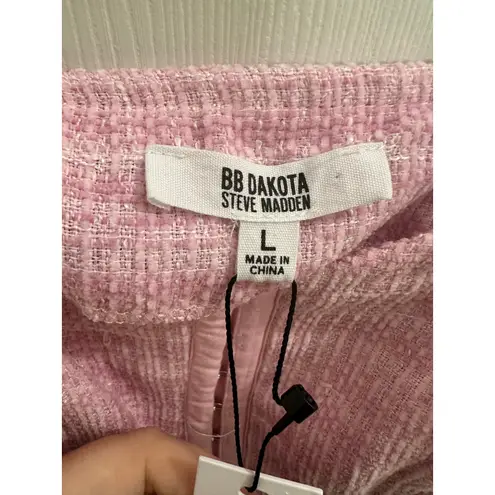 BB DAKOTA
STEVE MADDEN
L
MADE IN
CHINA